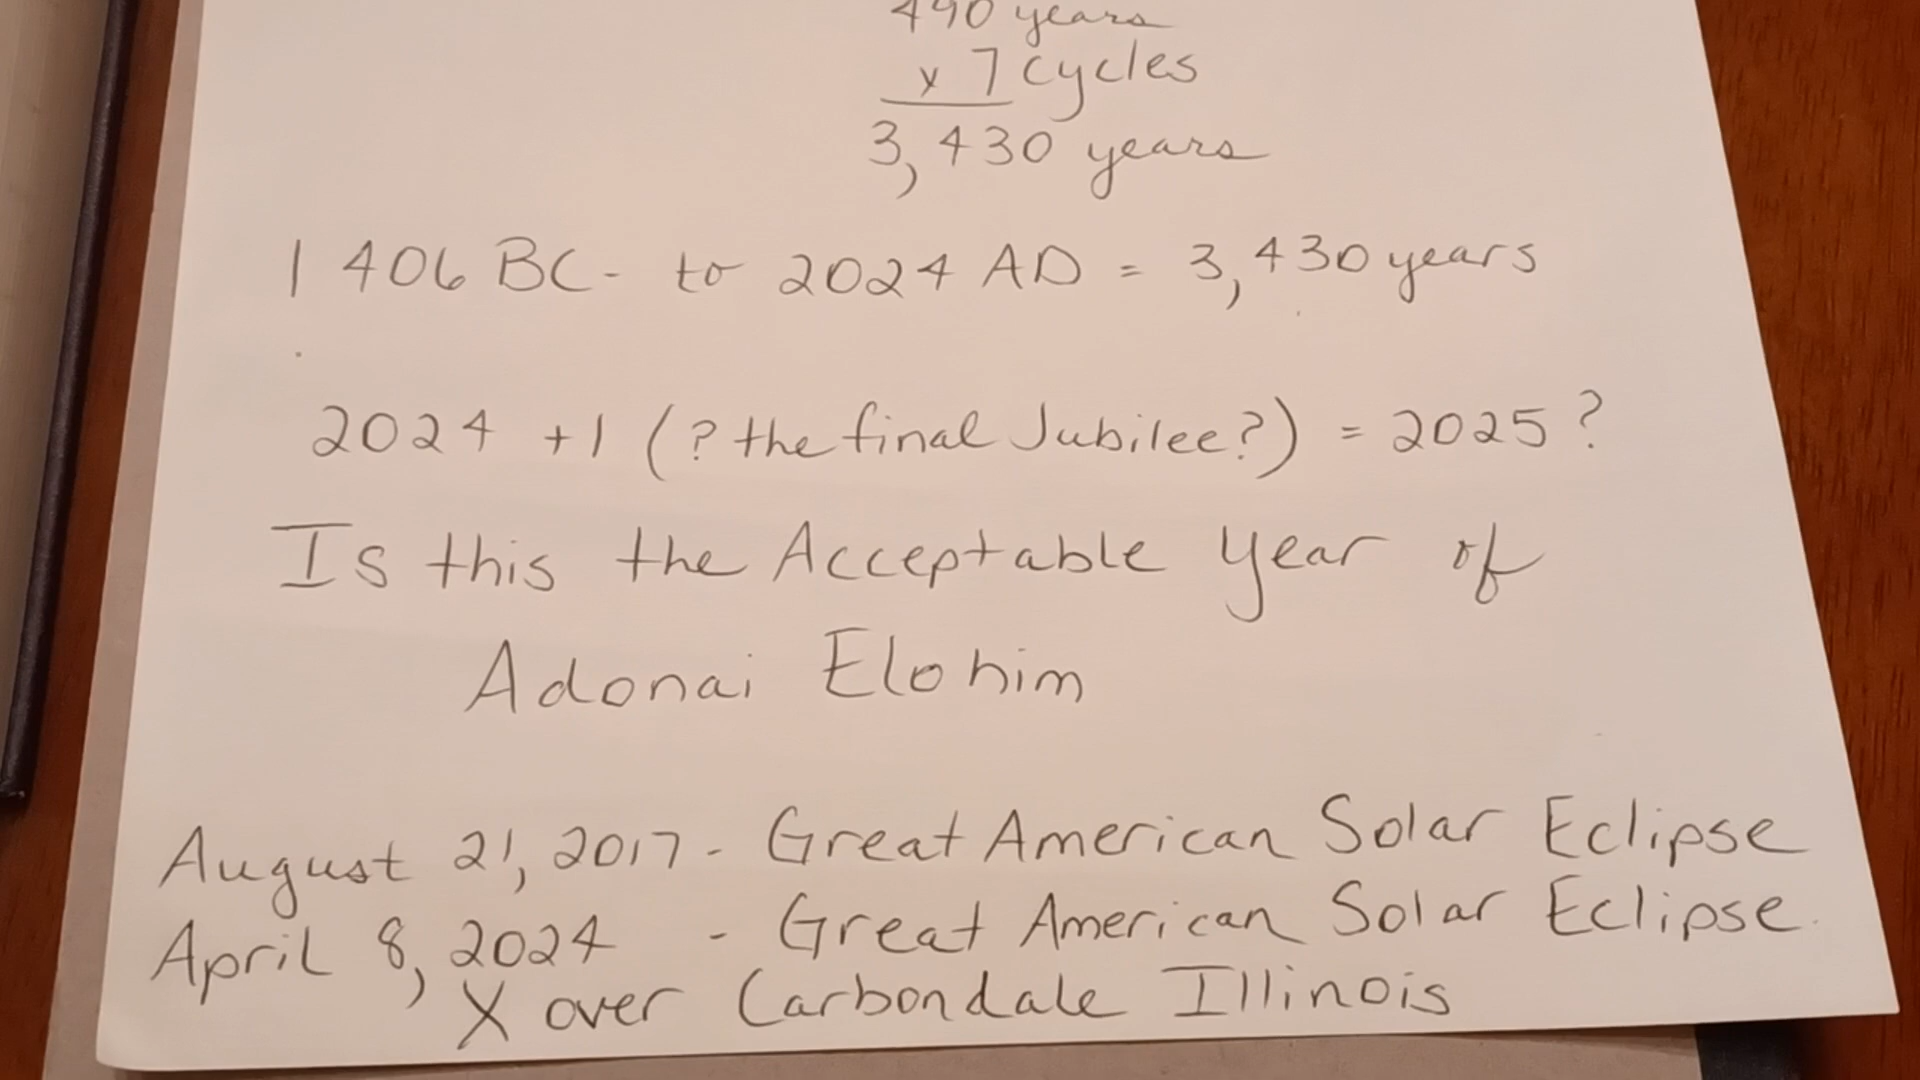 490 years
x 7 cycles
3,430 years
1406 BC - to 2024 AD = 3,430 years
2024 +1 (? the final Jubilee?) = 2025?
Is this the Acceptable Year of
Adonai Elohim
August 21, 2017 - Great American Solar Eclipse
April 8, 2024 - Great American Solar Eclipse
X over Carbondale Illinois